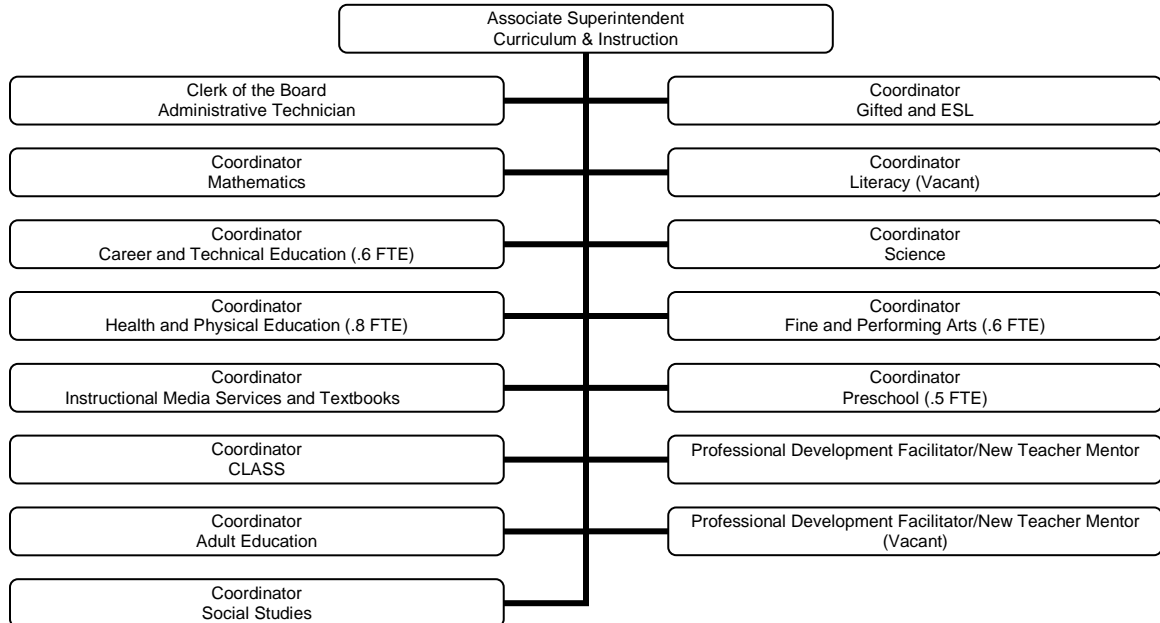 Associate Superintendent
Curriculum & Instruction
Clerk of the Board
Administrative Technician
Coordinator
Gifted and ESL
Coordinator
Mathematics
Coordinator
Literacy (Vacant)
Coordinator
Career and Technical Education (.6 FTE)
Coordinator
Science
Coordinator
Health and Physical Education (.8 FTE)
Coordinator
Fine and Performing Arts (.6 FTE)
Coordinator
Instructional Media Services and Textbooks
Coordinator
Preschool (.5 FTE)
Coordinator
CLASS
Professional Development Facilitator/New Teacher Mentor
Coordinator
Adult Education
Professional Development Facilitator/New Teacher Mentor
(Vacant)
Coordinator
Social Studies